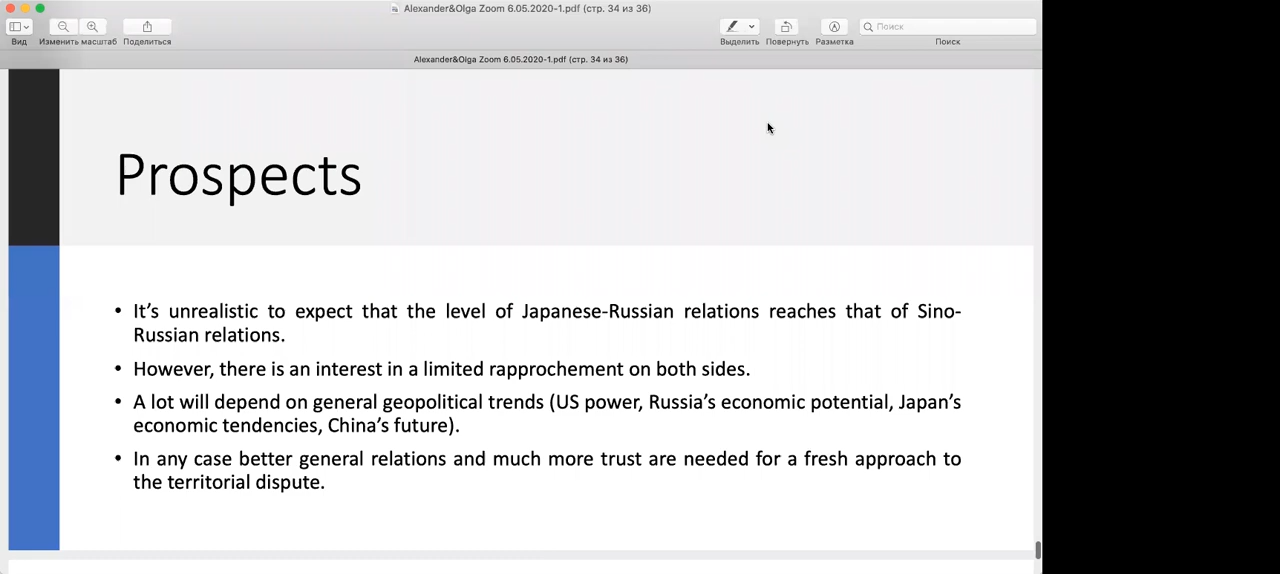 Alexander&Olga Zoom 6.05.2020-1.pdf (стр. 34 из 36)
Вид
Изменить масштаб
Поделиться
Выделить
Повернуть
Разметка
Поиск
Поиск
Alexander&Olga Zoom 6.05.2020-1.pdf (стр. 34 из 36)
Prospects
• It’s unrealistic to expect that the level of Japanese-Russian relations reaches that of Sino-
Russian relations.
• However, there is an interest in a limited rapprochement on both sides.
• A lot will depend on general geopolitical trends (US power, Russia’s economic potential, Japan’s
economic tendencies, China’s future).
• In any case better general relations and much more trust are needed for a fresh approach to
the territorial dispute.